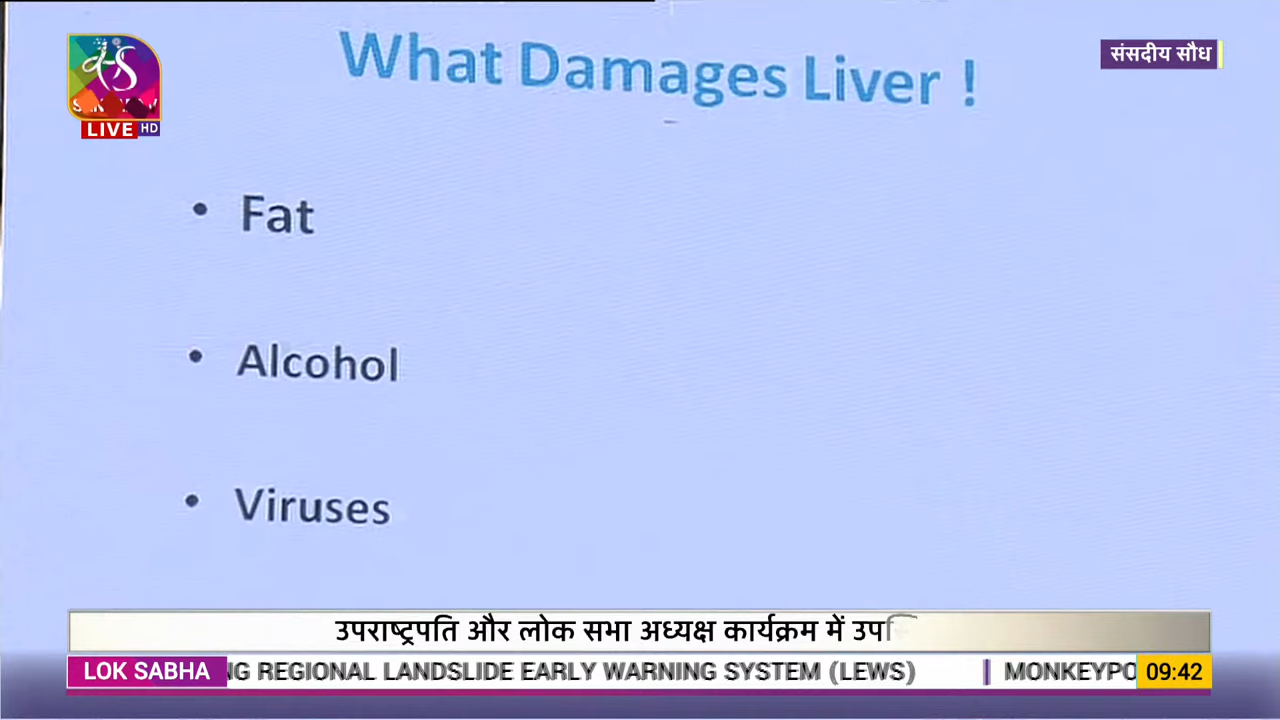 What Damages Liver !
संसदीय सौध
LIVE HD
• Fat
• Alcohol
• Viruses
उपराष्ट्रपति और लोक सभा अध्यक्ष कार्यक्रम में
LOK SABHA
REGIONAL LANDSLIDE EARLY WARNING SYSTEM (LEWS)
09:42